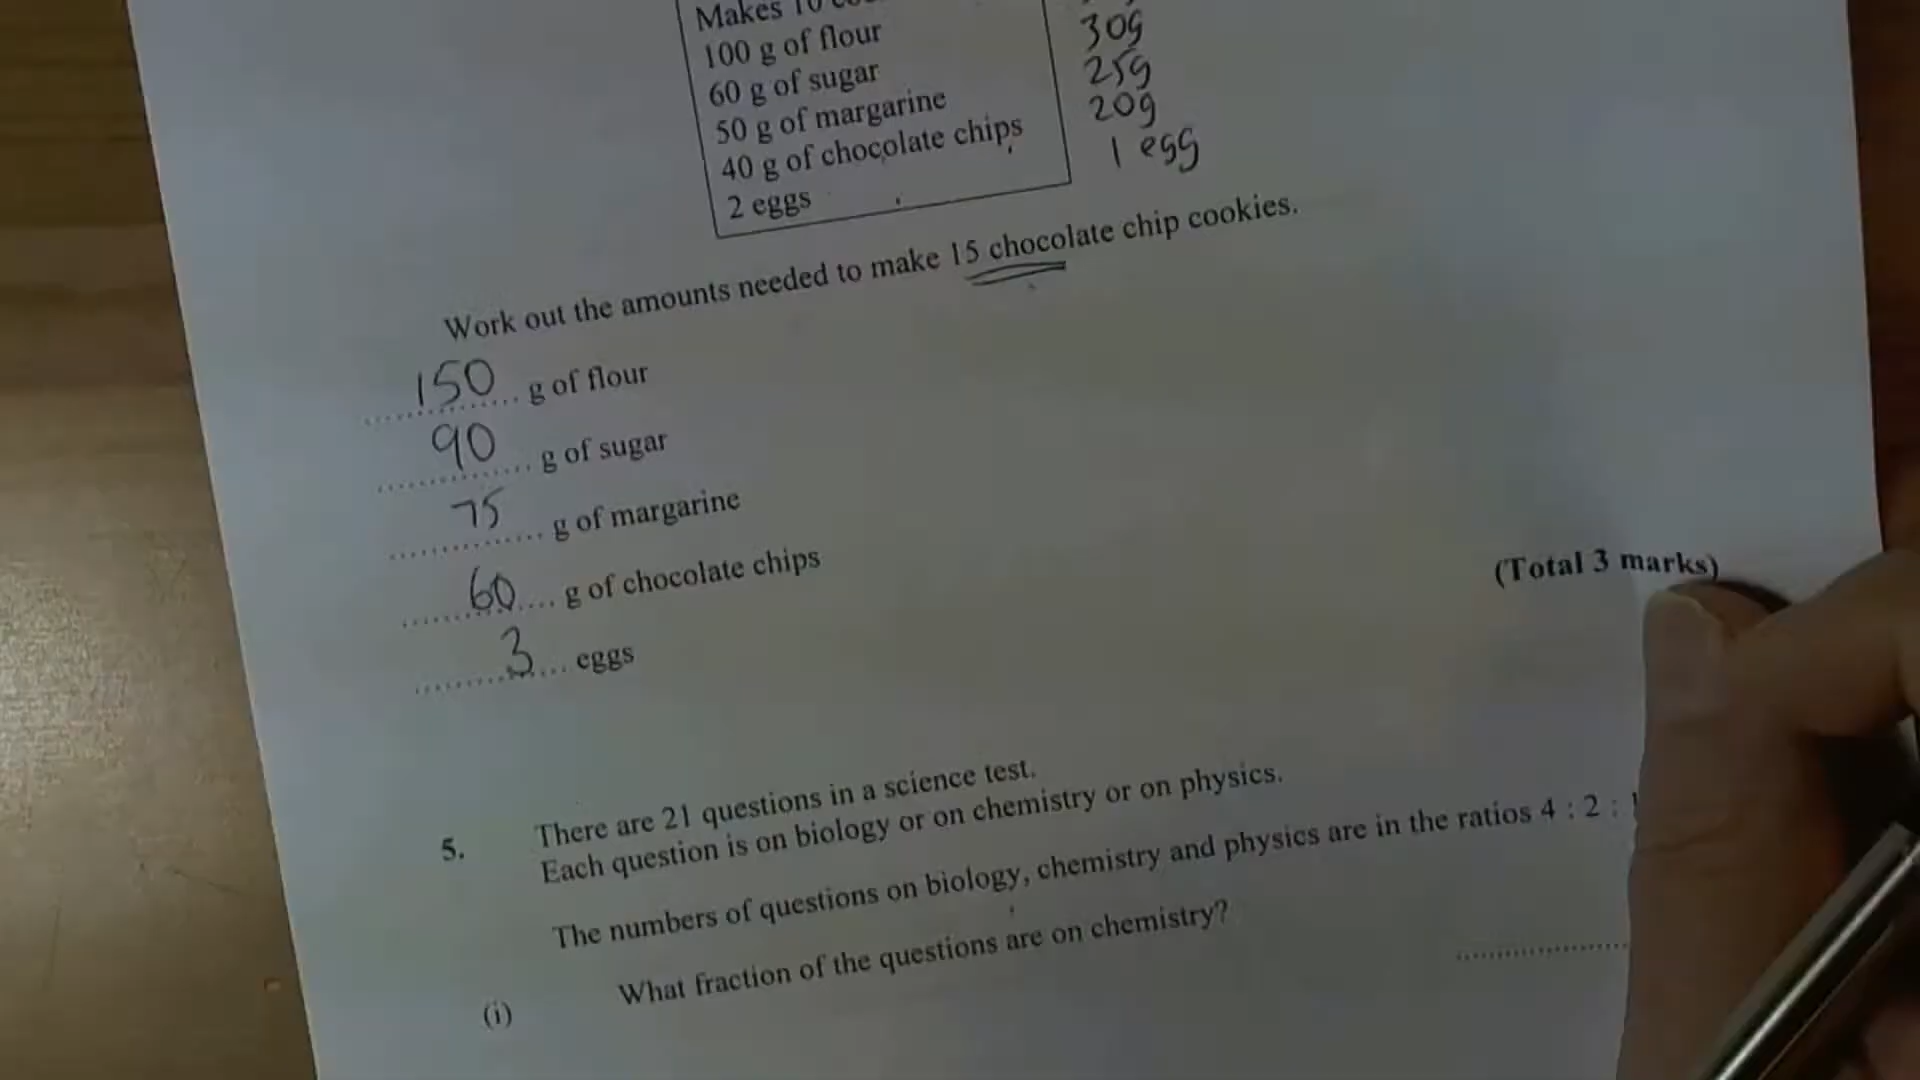 Makes 10
100 g of flour
30g
60 g of sugar
25g
50 g of margarine
20g
40 g of chocolate chips
1 egg
2 eggs
Work out the amounts needed to make 15 chocolate chip cookies.
150 g of flour
90 g of sugar
75 g of margarine
60 g of chocolate chips
3 eggs
(Total 3 marks)
5. There are 21 questions in a science test.
Each question is on biology or on chemistry or on physics.
The numbers of questions on biology, chemistry and physics are in the ratios 4 : 2 : 1
(i) What fraction of the questions are on chemistry?